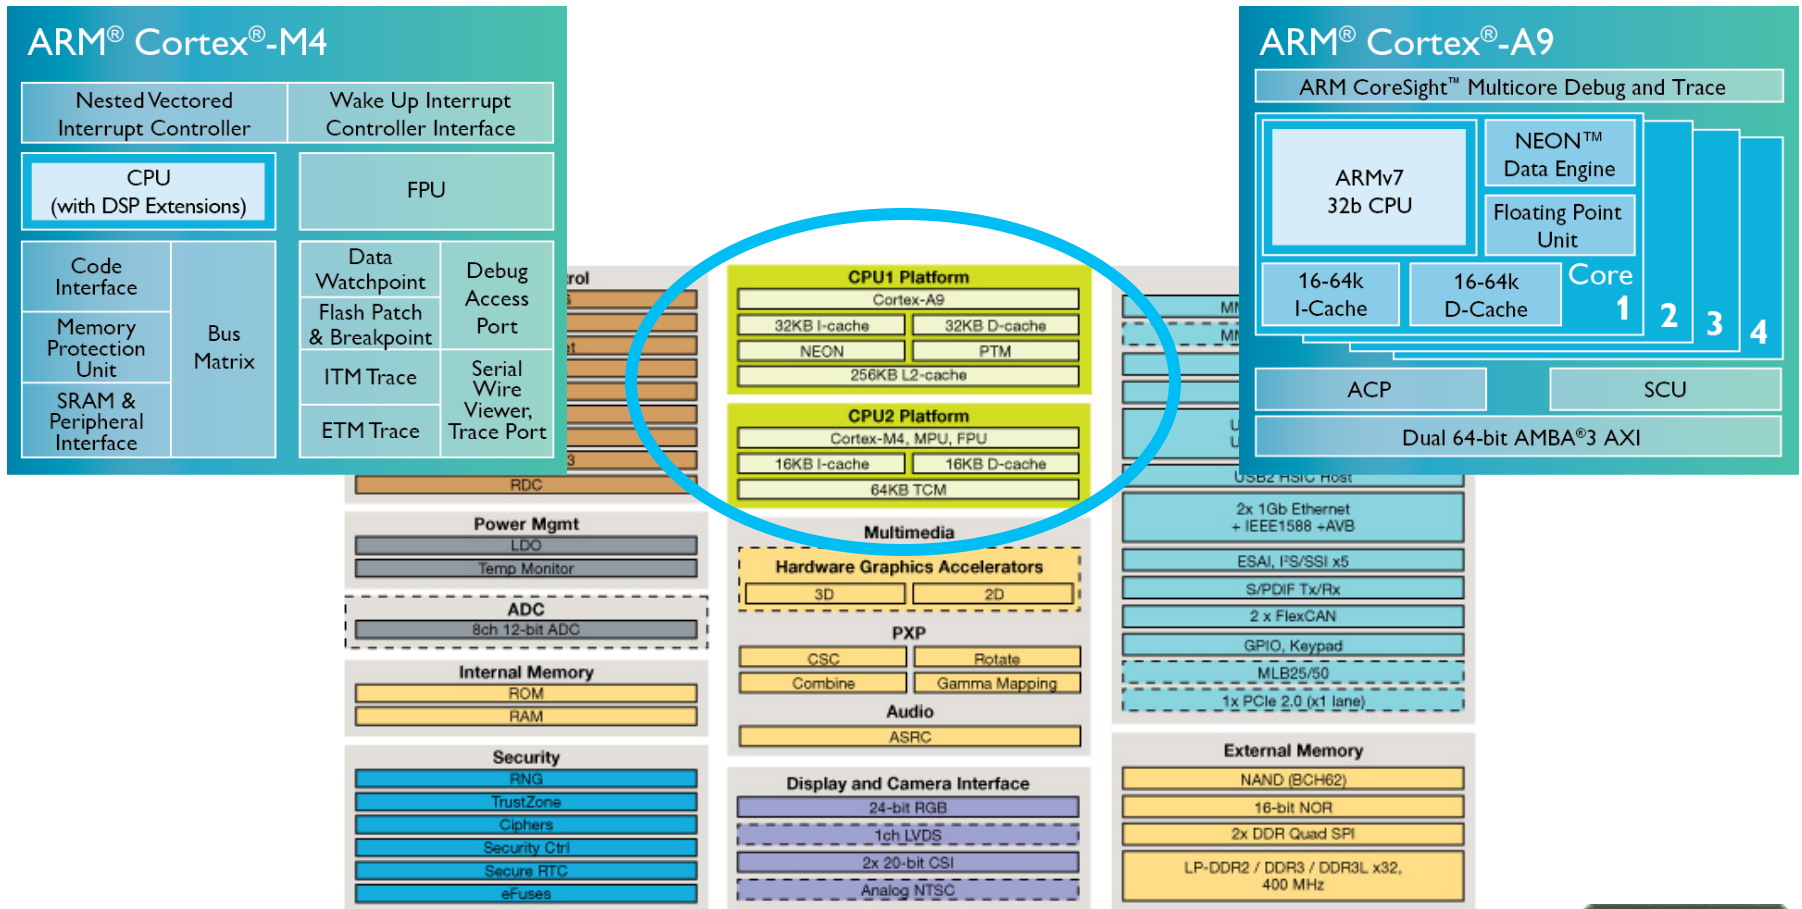 ARM® Cortex®-M4
Nested Vectored
Interrupt Controller
Wake Up Interrupt
Controller Interface
CPU
(with DSP Extensions)
FPU
Code
Interface
Memory
Protection
Unit
SRAM &
Peripheral
Interface
Bus
Matrix
Data
Watchpoint
Flash Patch
& Breakpoint
ITM Trace
ETM Trace
Debug
Access
Port
Serial
Wire
Viewer,
Trace Port
RDC
Power Mgmt
LDO
Temp Monitor
ADC
8ch 12-bit ADC
Internal Memory
ROM
RAM
Security
RNG
TrustZone
Ciphers
Security Ctrl
Secure RTC
eFuses
CPU1 Platform
Cortex-A9
32KB I-cache
32KB D-cache
NEON
PTM
256KB L2-cache
CPU2 Platform
Cortex-M4, MPU, FPU
16KB I-cache
16KB D-cache
64KB TCM
Multimedia
Hardware Graphics Accelerators
3D
2D
PXP
CSC
Rotate
Combine
Gamma Mapping
Audio
ASRC
Display and Camera Interface
24-bit RGB
1ch LVDS
2x 20-bit CSI
Analog NTSC
ARM® Cortex®-A9
ARM CoreSight™ Multicore Debug and Trace
ARMv7
32b CPU
NEON™
Data Engine
Floating Point
Unit
16-64k
I-Cache
16-64k
D-Cache
Core
1
2
3
4
ACP
SCU
Dual 64-bit AMBA®3 AXI
USB2 HSIC Host
2x 1Gb Ethernet
+ IEEE1588 +AVB
ESAI, I²S/SSI x5
S/PDIF Tx/Rx
2 x FlexCAN
GPIO, Keypad
MLB25/50
1x PCIe 2.0 (x1 lane)
External Memory
NAND (BCH62)
16-bit NOR
2x DDR Quad SPI
LP-DDR2 / DDR3 / DDR3L x32,
400 MHz